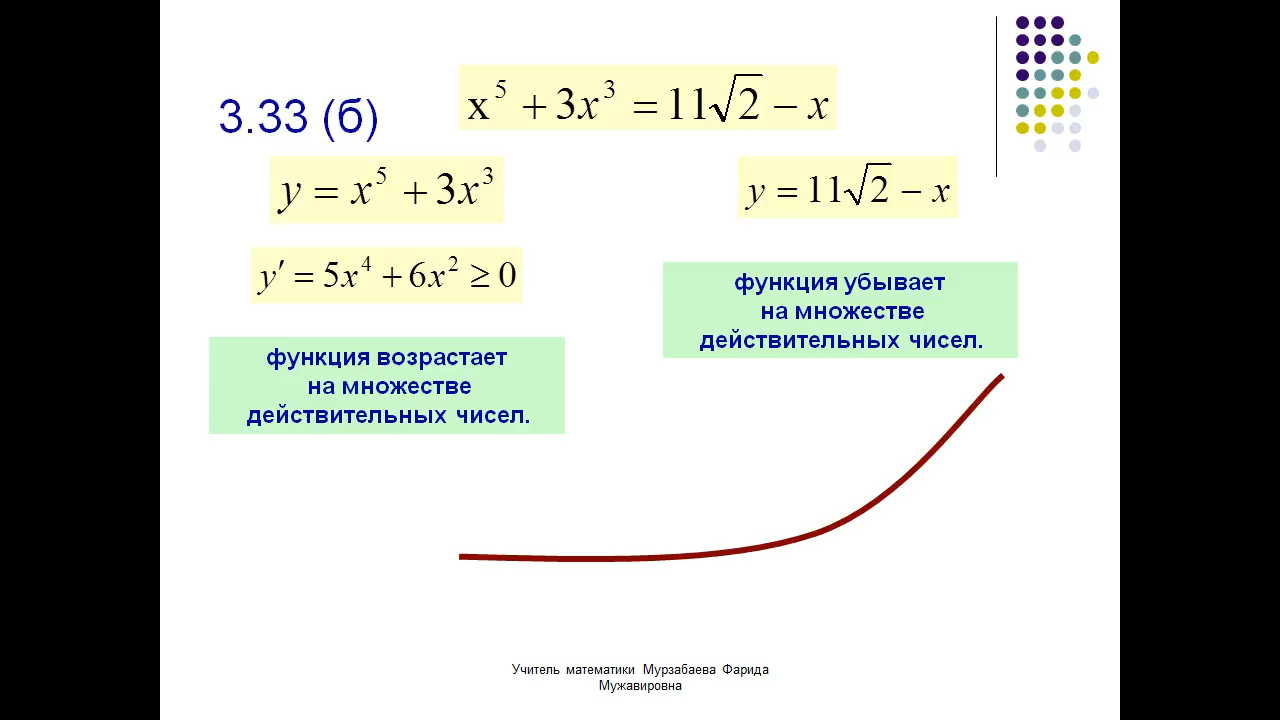 3.33 (б)
x⁵ + 3x³ = 11√2 − x
y = x⁵ + 3x³
y = 11√2 − x
y′ = 5x⁴ + 6x² ≥ 0
функция убывает
на множестве
действительных чисел.
функция возрастает
на множестве
действительных чисел.
Учитель математики Мурзабаева Фарида
Мужавировна